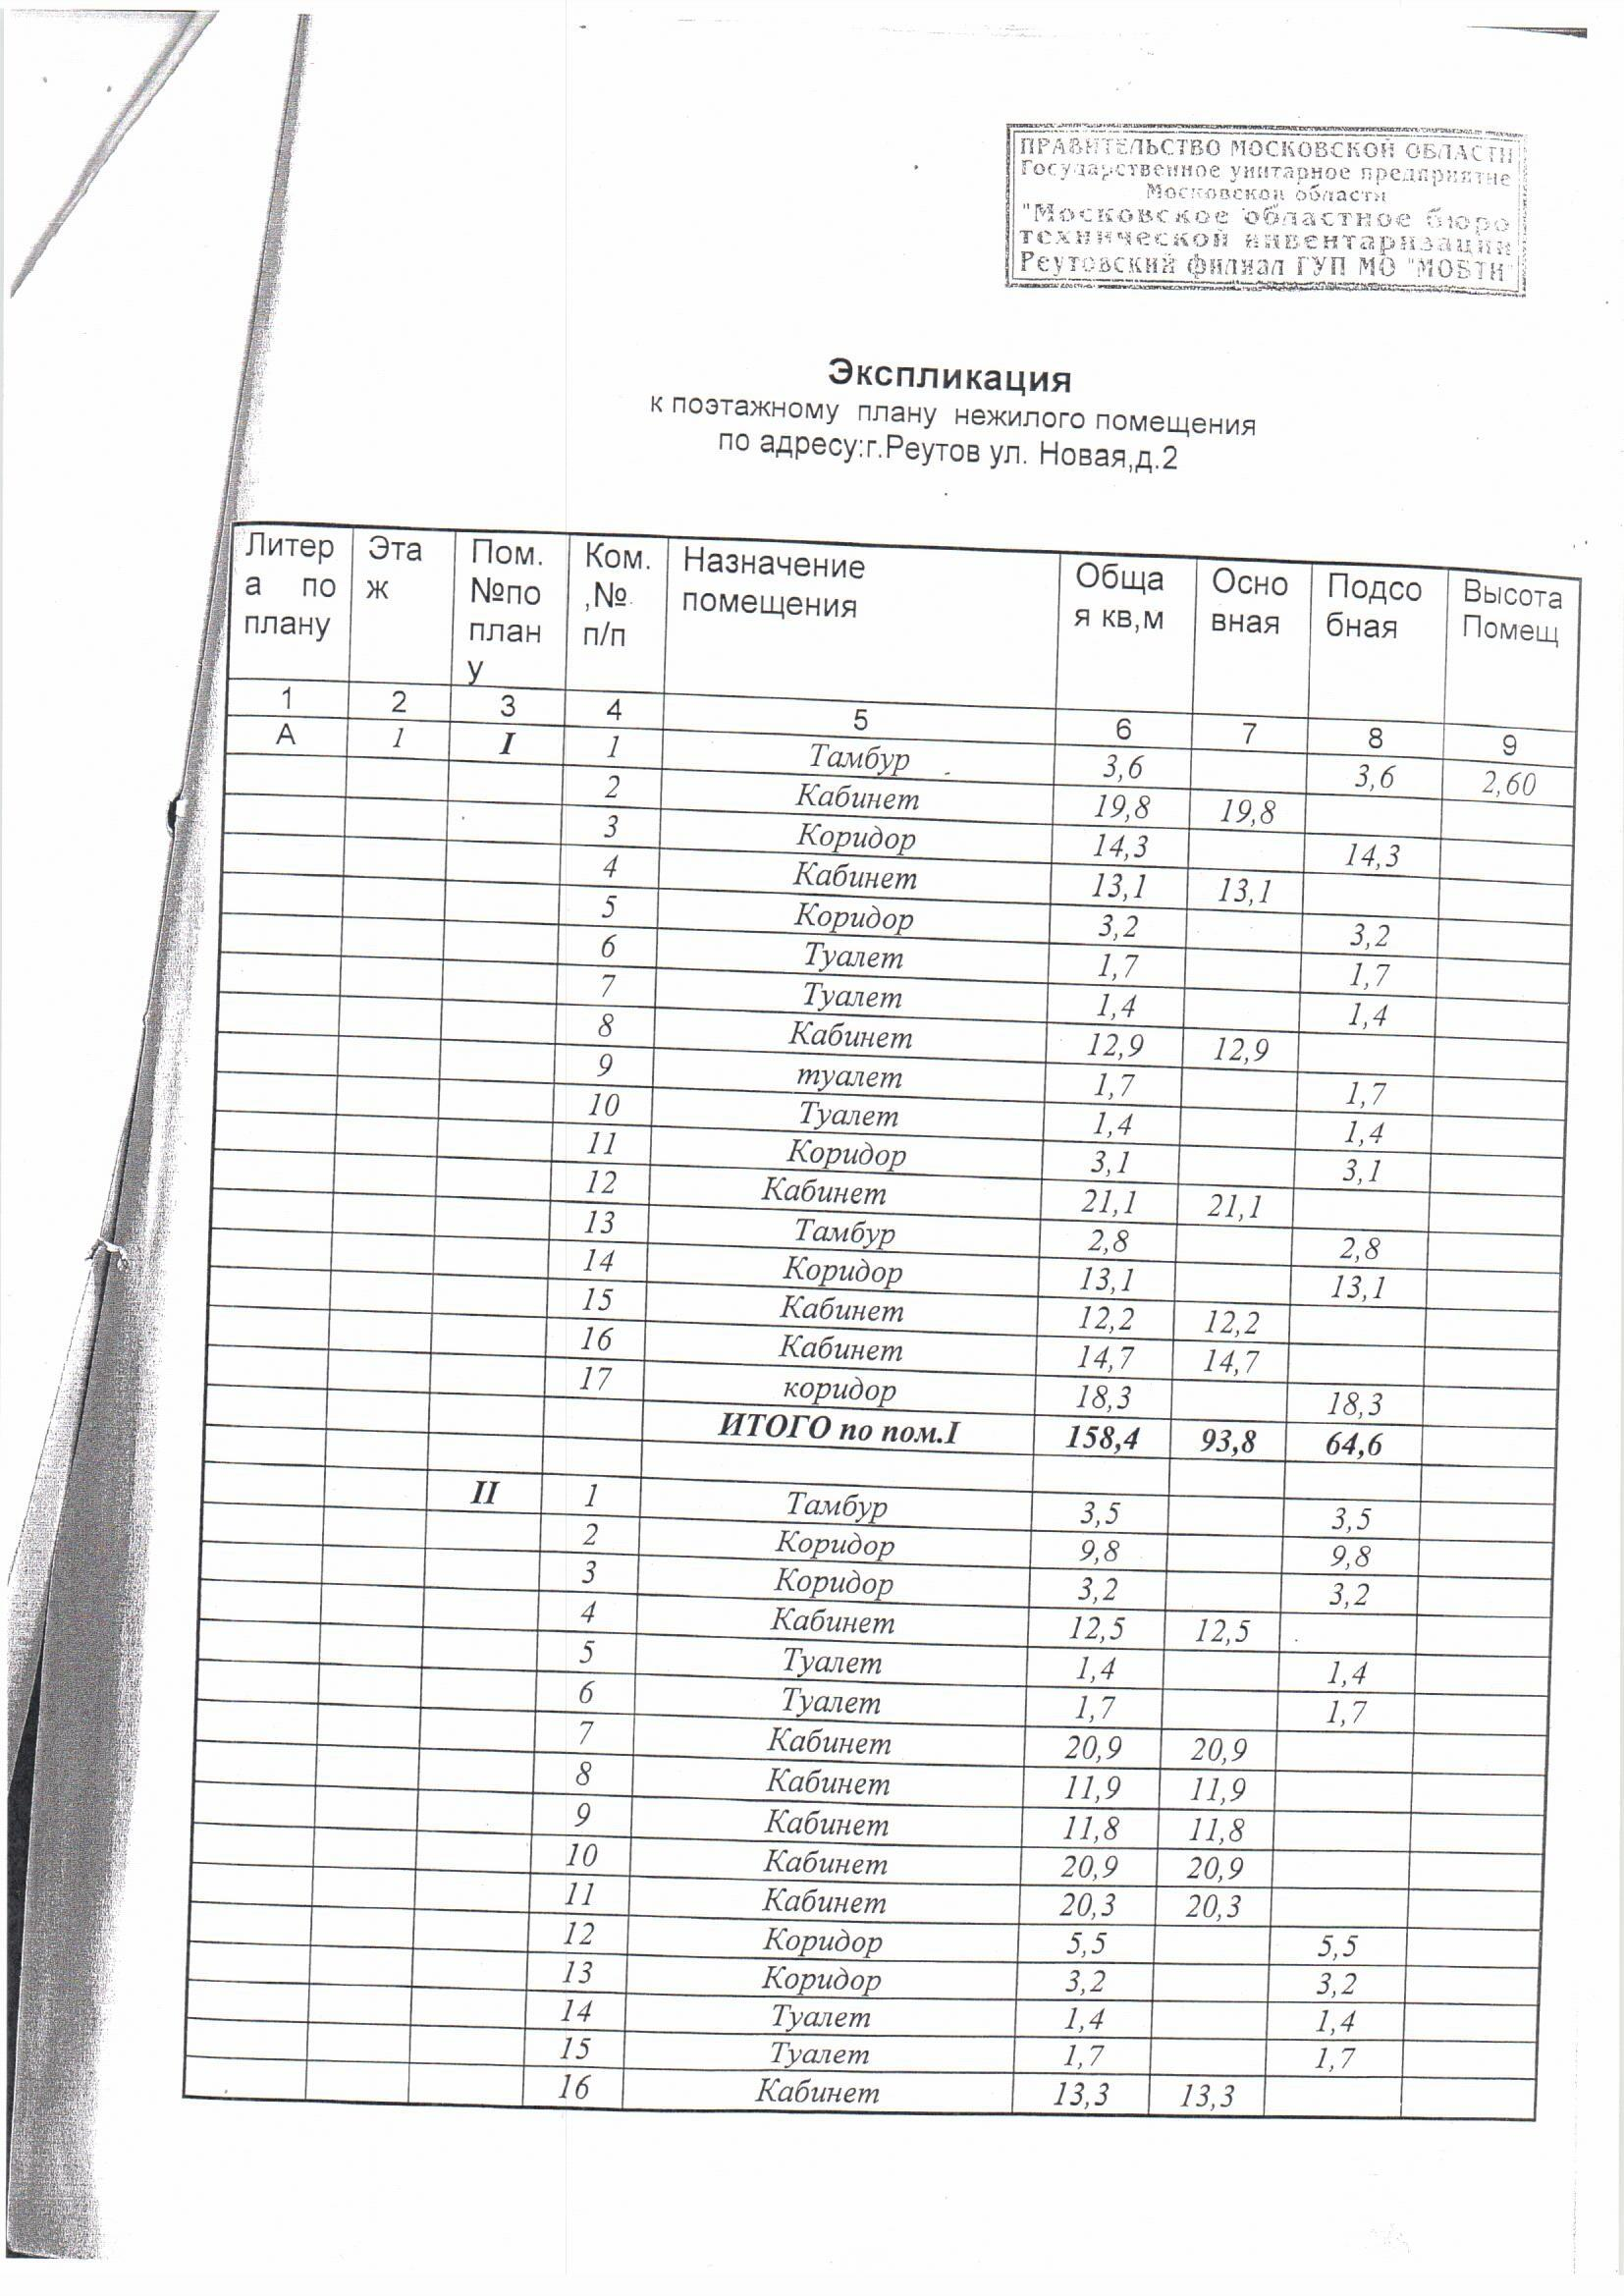 ПРАВИТЕЛЬСТВО МОСКОВСКОЙ ОБЛАСТИ
Государственное унитарное предприятие
Московской области
"Московское областное бюро
технической инвентаризации
Реутовский филиал ГУП МО "МОБТИ"
Экспликация
к поэтажному плану нежилого помещения
по адресу:г.Реутов ул. Новая,д.2
Литер а по плану Эта ж Пом. №по план у Ком. ,№ п/п Назначение помещения Обща я кв,м Осно вная Подсо бная Высота Помещ
1 2 3 4 5 6 7 8 9
А 1 I 1 Тамбур 3,6 3,6 2,60
2 Кабинет 19,8 19,8
3 Коридор 14,3 14,3
4 Кабинет 13,1 13,1
5 Коридор 3,2 3,2
6 Туалет 1,7 1,7
7 Туалет 1,4 1,4
8 Кабинет 12,9 12,9
9 туалет 1,7 1,7
10 Туалет 1,4 1,4
11 Коридор 3,1 3,1
12 Кабинет 21,1 21,1
13 Тамбур 2,8 2,8
14 Коридор 13,1 13,1
15 Кабинет 12,2 12,2
16 Кабинет 14,7 14,7
17 коридор 18,3 18,3
ИТОГО по пом.I 158,4 93,8 64,6
II 1 Тамбур 3,5 3,5
2 Коридор 9,8 9,8
3 Коридор 3,2 3,2
4 Кабинет 12,5 12,5
5 Туалет 1,4 1,4
6 Туалет 1,7 1,7
7 Кабинет 20,9 20,9
8 Кабинет 11,9 11,9
9 Кабинет 11,8 11,8
10 Кабинет 20,9 20,9
11 Кабинет 20,3 20,3
12 Коридор 5,5 5,5
13 Коридор 3,2 3,2
14 Туалет 1,4 1,4
15 Туалет 1,7 1,7
16 Кабинет 13,3 13,3